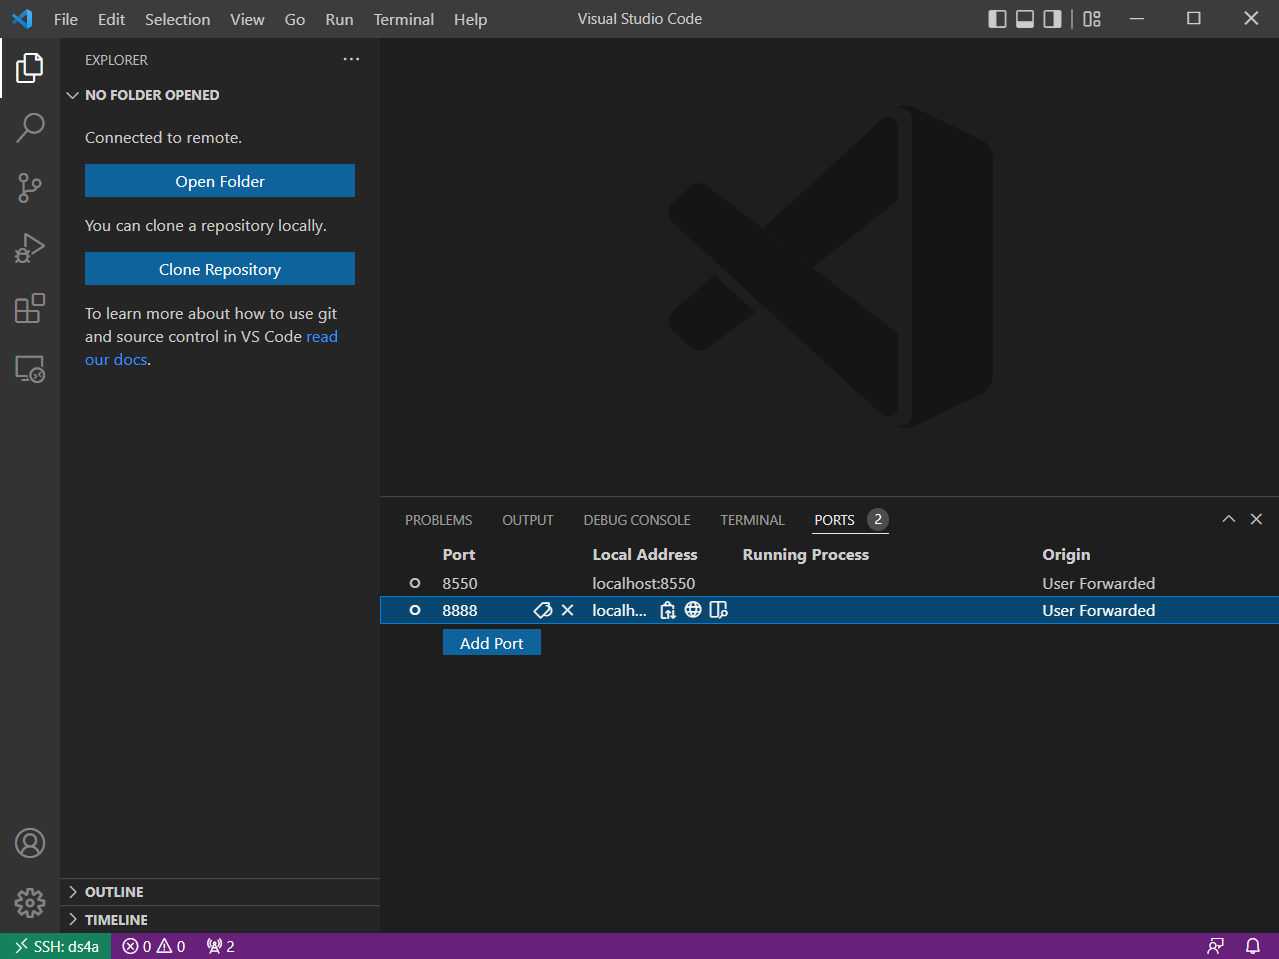 File Edit Selection View Go Run Terminal Help Visual Studio Code
EXPLORER
NO FOLDER OPENED
Connected to remote.
Open Folder
You can clone a repository locally.
Clone Repository
To learn more about how to use git
and source control in VS Code read
our docs.
OUTLINE
TIMELINE
PROBLEMS OUTPUT DEBUG CONSOLE TERMINAL PORTS 2
Port Local Address Running Process Origin
8550 localhost:8550 User Forwarded
8888 localh... User Forwarded
Add Port
SSH: ds4a 0 0 2